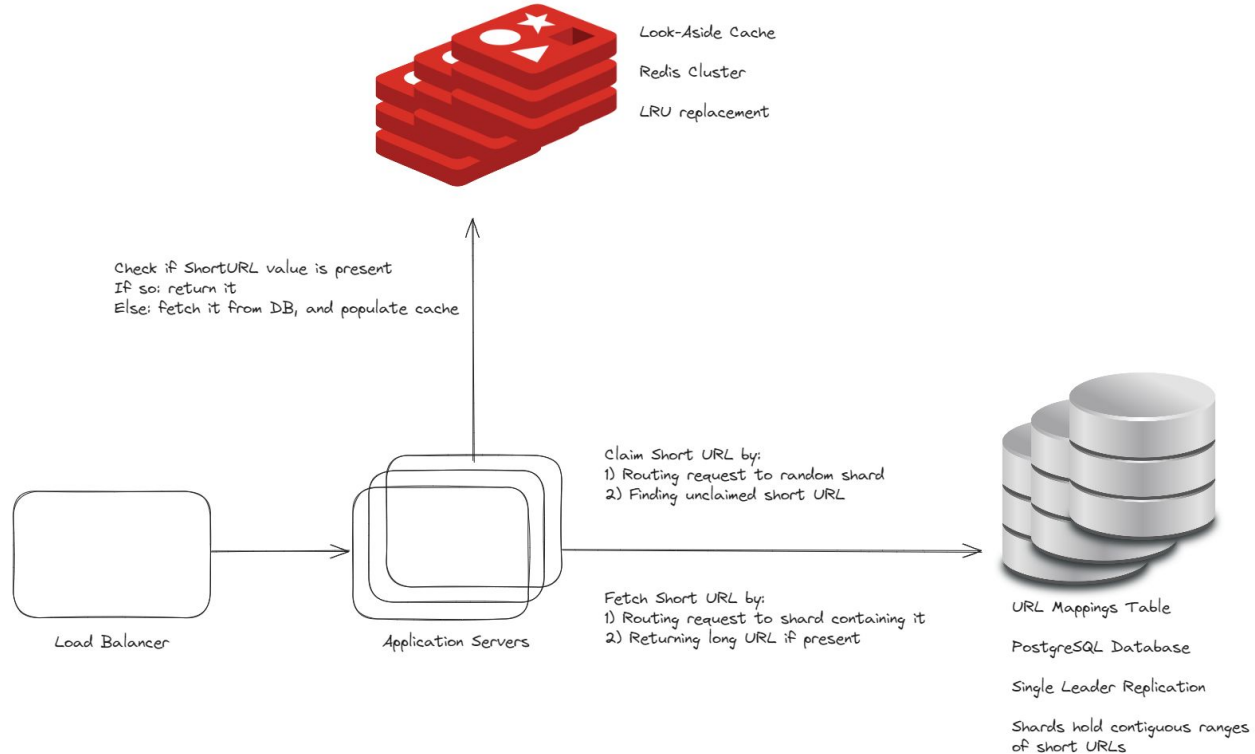 Look-Aside Cache
Redis Cluster
LRU replacement
Check if ShortURL value is present
If so: return it
Else: fetch it from DB, and populate cache
Claim Short URL by:
1) Routing request to random shard
2) Finding unclaimed short URL
Load Balancer
Application Servers
Fetch Short URL by:
1) Routing request to shard containing it
2) Returning long URL if present
URL Mappings Table
PostgreSQL Database
Single Leader Replication
Shards hold contiguous ranges
of short URLs